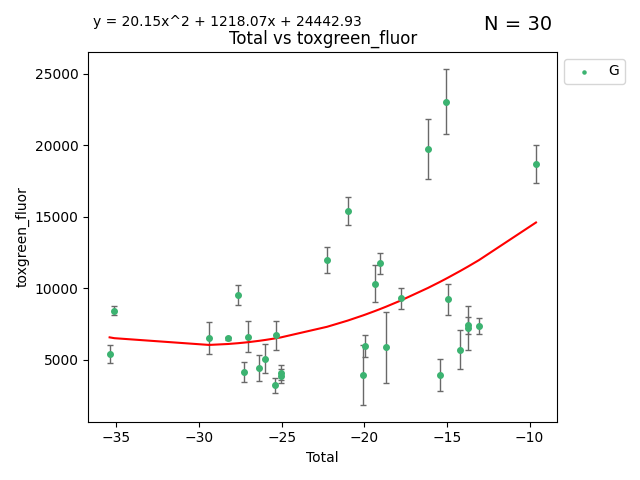 y = 20.15x^2 + 1218.07x + 24442.93
N = 30
Total vs toxgreen_fluor
G
25000
20000
15000
10000
5000
toxgreen_fluor
−35
−30
−25
−20
−15
−10
Total